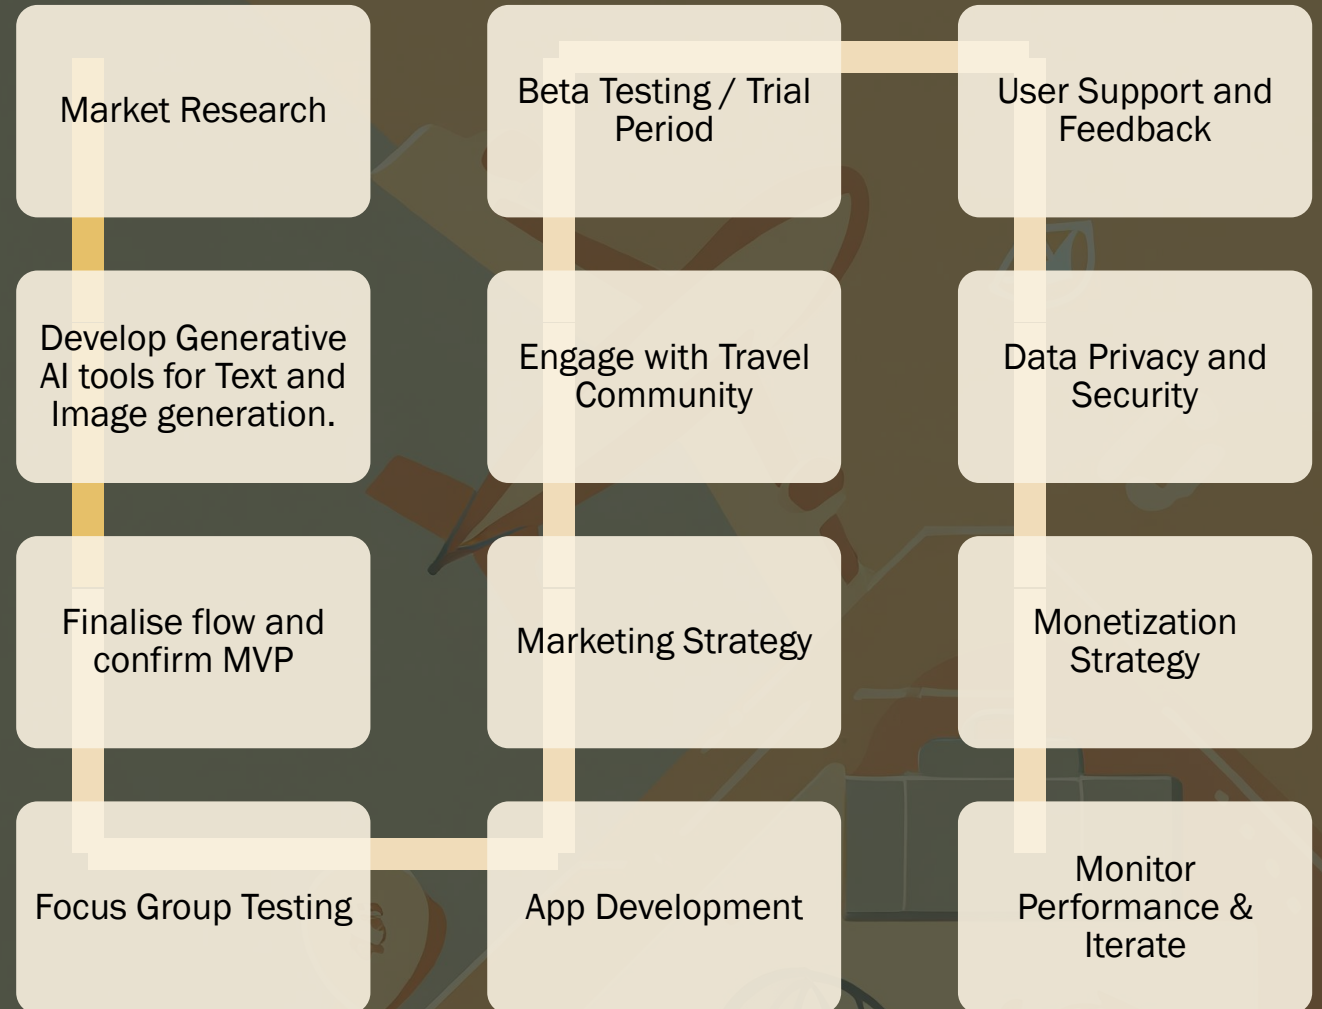 Market Research
Develop Generative
AI tools for Text and
Image generation.
Finalise flow and
confirm MVP
Focus Group Testing
App Development
Marketing Strategy
Engage with Travel
Community
Beta Testing / Trial
Period
User Support and
Feedback
Data Privacy and
Security
Monetization
Strategy
Monitor
Performance &
Iterate